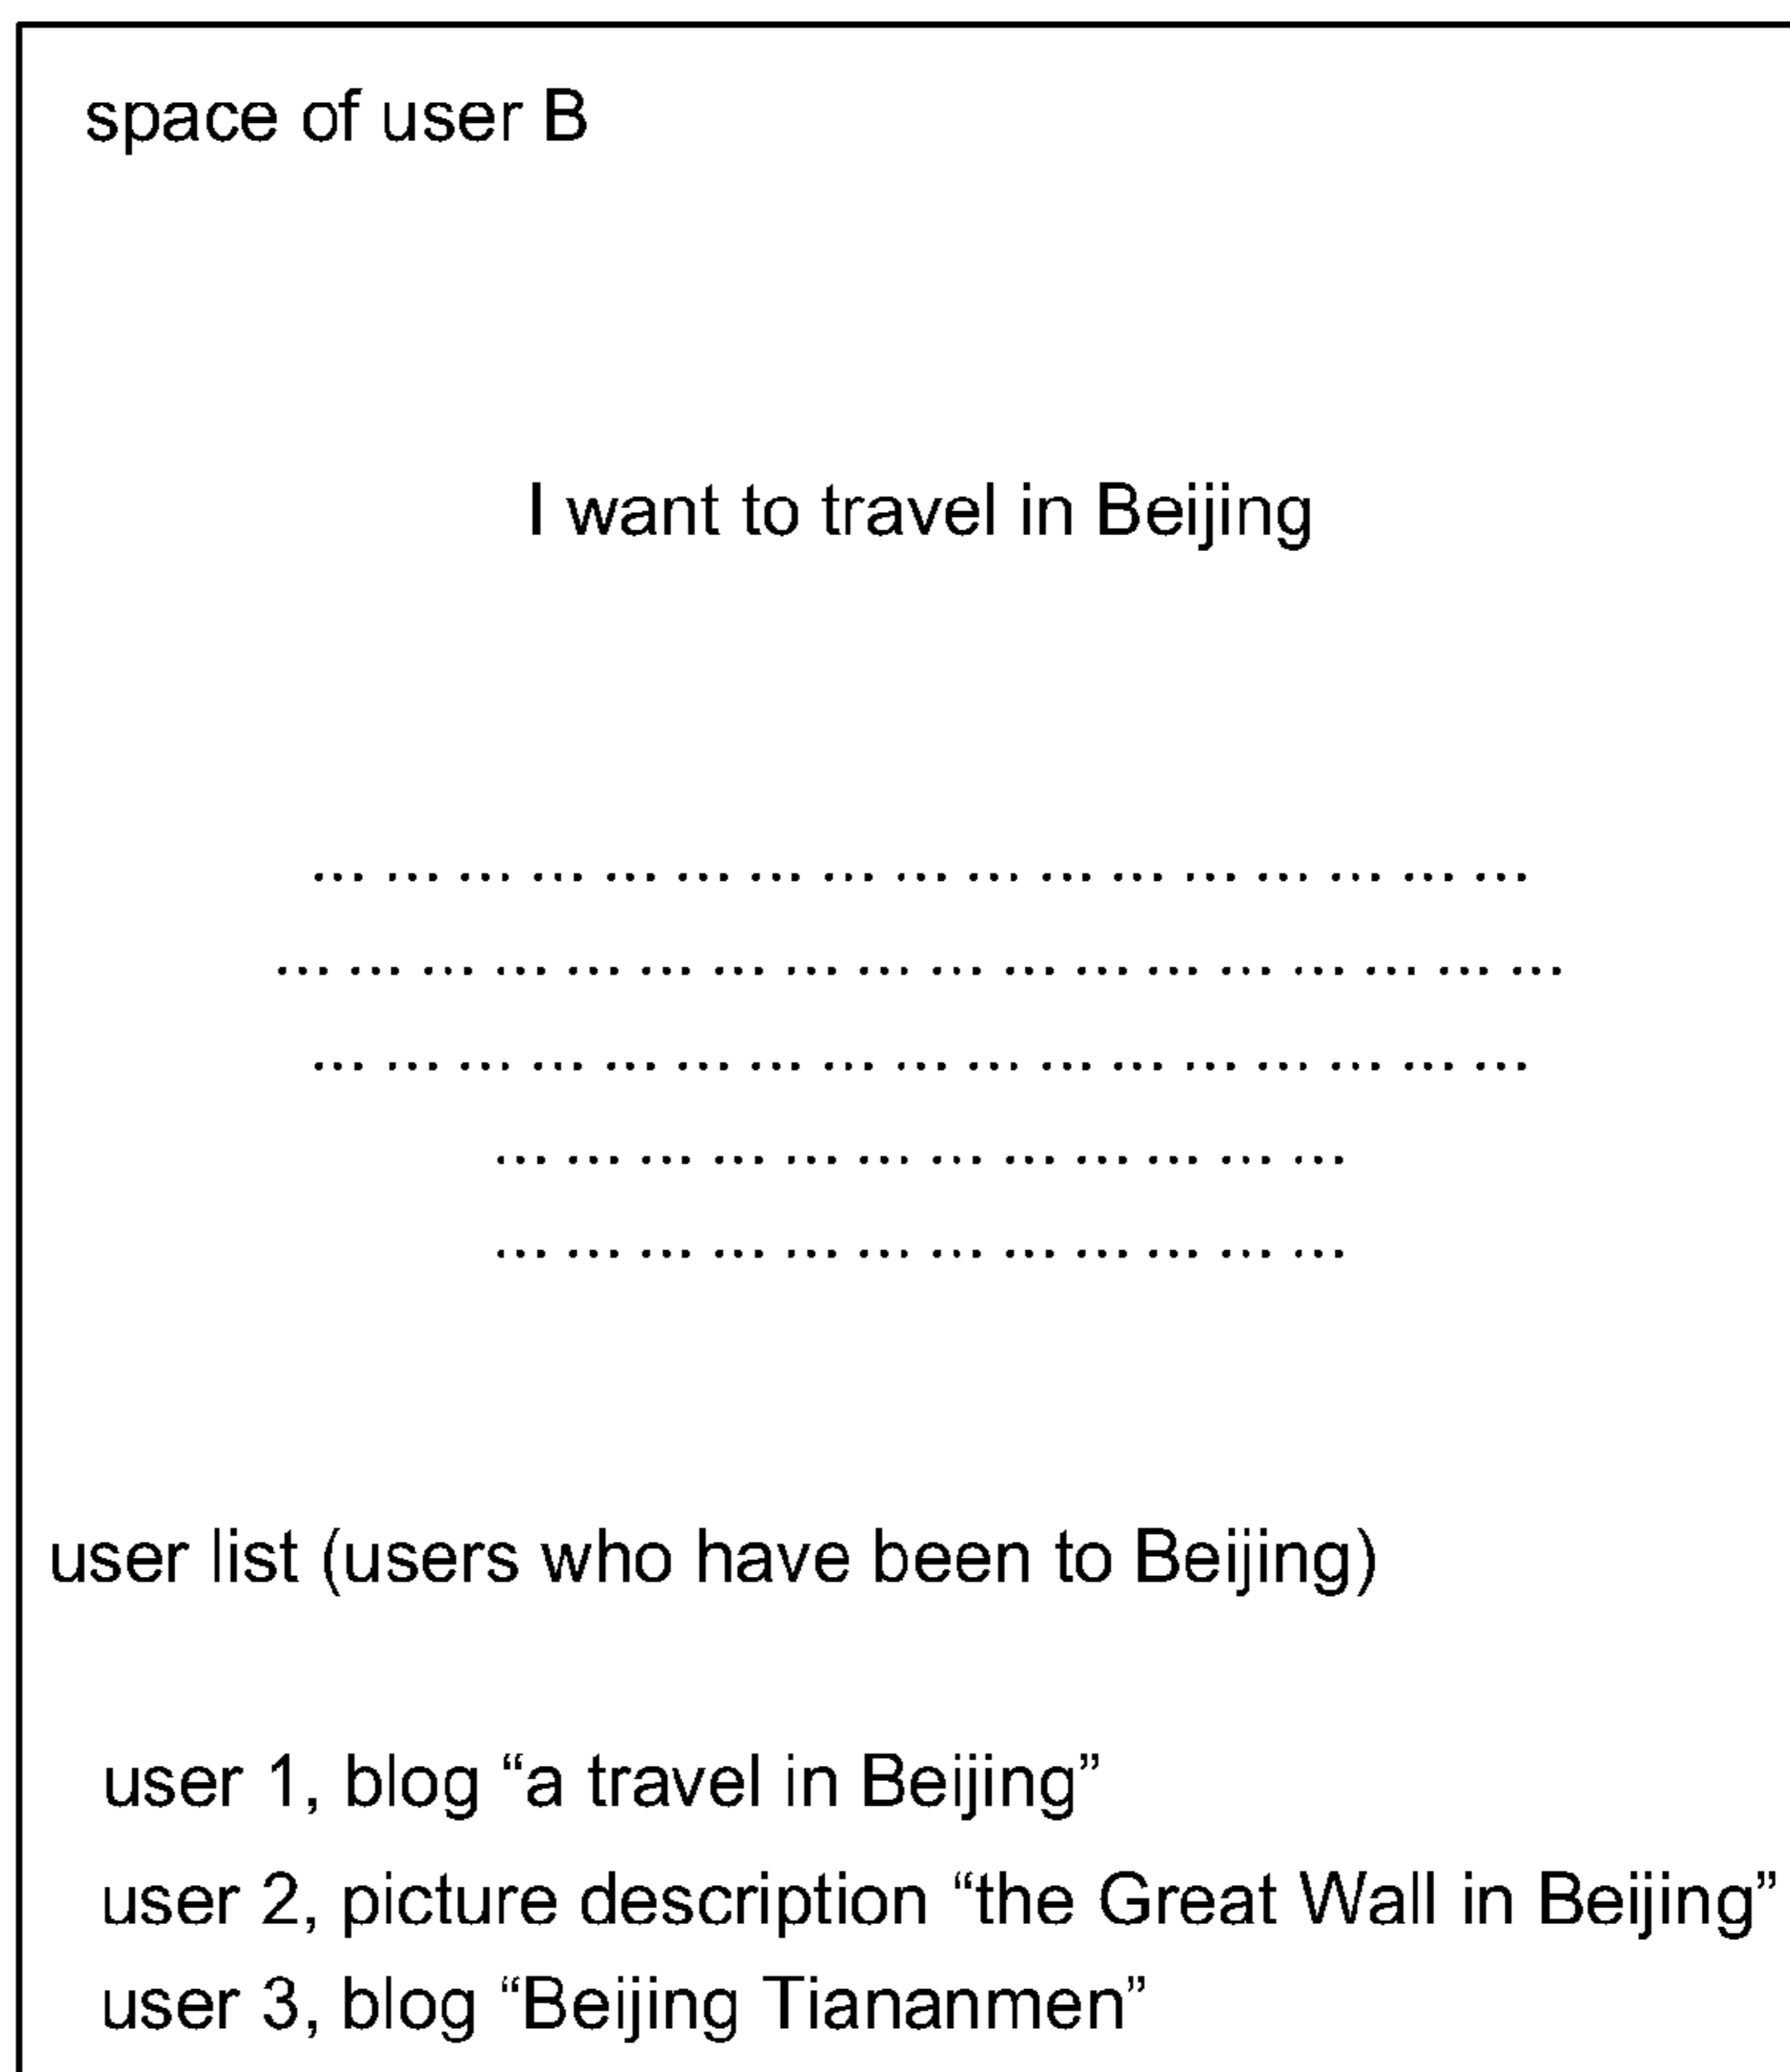 space of user B
I want to travel in Beijing
… … … … … … … … … … … … … … … … …
… … … … … … … … … … … … … … … … … …
… … … … … … … … … … … … … … … … …
… … … … … … … … … … … …
… … … … … … … … … … … …
user list (users who have been to Beijing)
user 1, blog “a travel in Beijing”
user 2, picture description “the Great Wall in Beijing”
user 3, blog “Beijing Tiananmen”